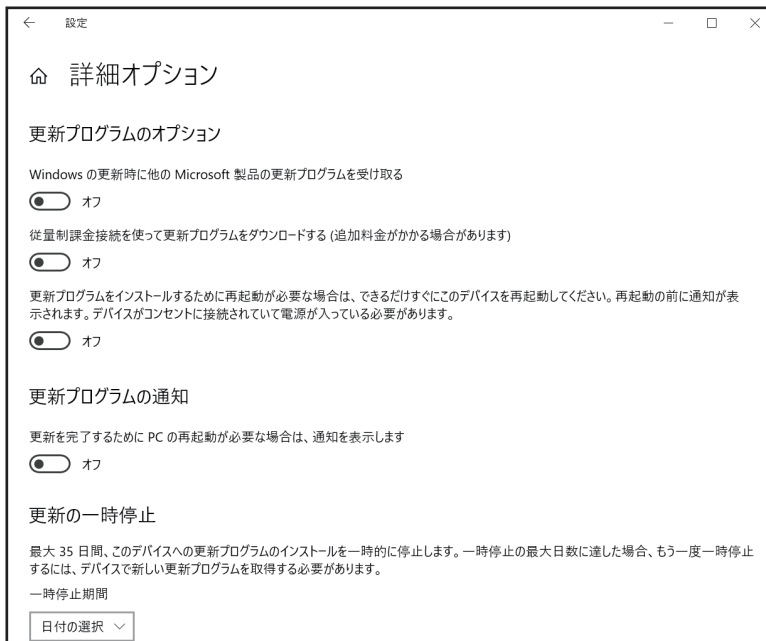 設定
詳細オプション
更新プログラムのオプション
Windows の更新時に他の Microsoft 製品の更新プログラムを受け取る
オフ
従量制課金接続を使って更新プログラムをダウンロードする (追加料金がかかる場合があります)
オフ
更新プログラムをインストールするために再起動が必要な場合は、できるだけすぐにこのデバイスを再起動してください。再起動の前に通知が表
示されます。デバイスがコンセントに接続されていて電源が入っている必要があります。
オフ
更新プログラムの通知
更新を完了するために PC の再起動が必要な場合は、通知を表示します
オフ
更新の一時停止
最大 35 日間、このデバイスへの更新プログラムのインストールを一時的に停止します。一時停止の最大日数に達した場合、もう一度一時停止
するには、デバイスで新しい更新プログラムを取得する必要があります。
一時停止期間
日付の選択